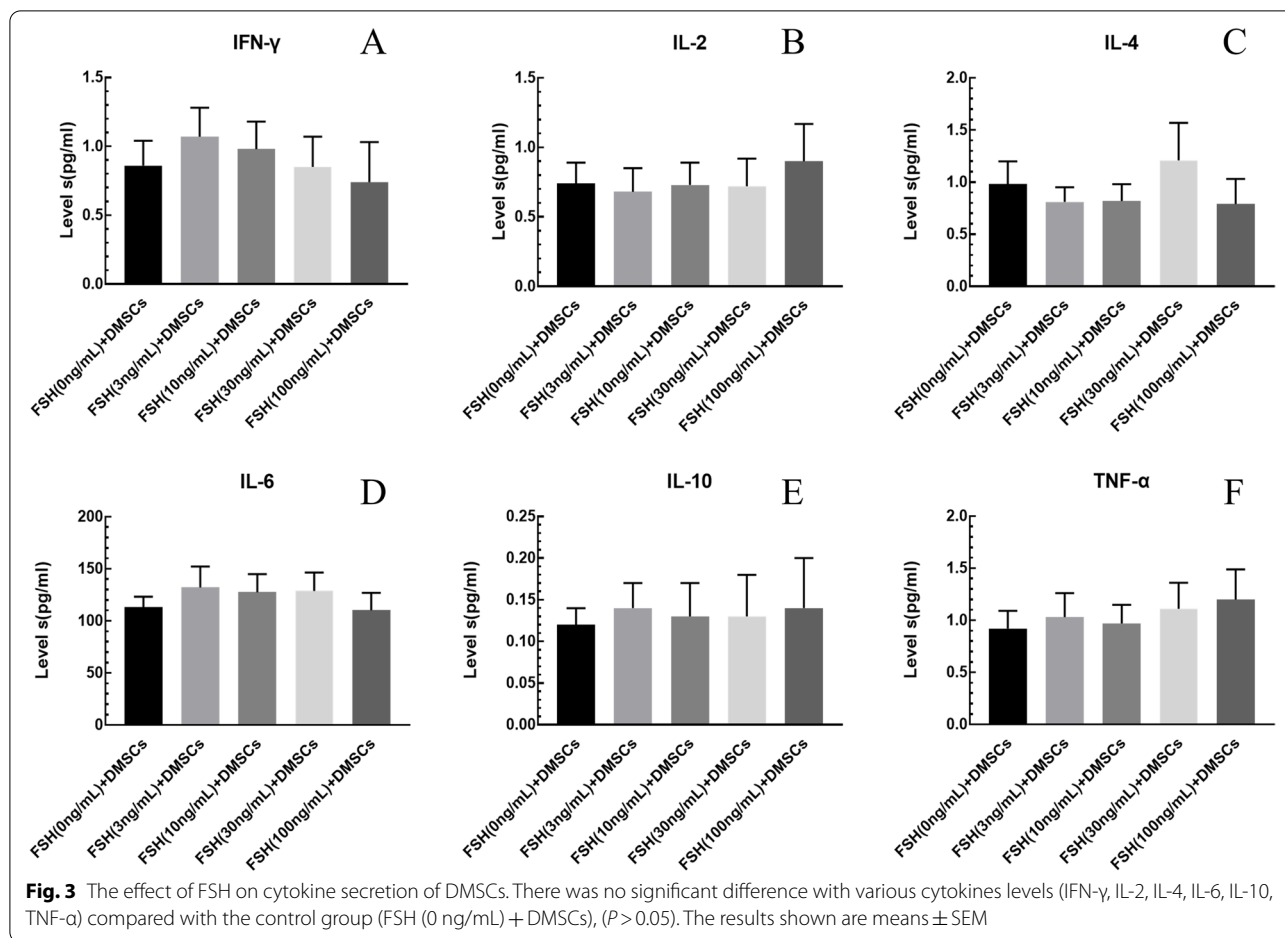 IFN-γ A
Level s(pg/ml)
1.5
1.0
0.5
0.0
FSH(0ng/mL)+DMSCs
FSH(3ng/mL)+DMSCs
FSH(10ng/mL)+DMSCs
FSH(30ng/mL)+DMSCs
FSH(100ng/mL)+DMSCs
IL-2 B
Level s(pg/ml)
1.5
1.0
0.5
0.0
FSH(0ng/mL)+DMSCs
FSH(3ng/mL)+DMSCs
FSH(10ng/mL)+DMSCs
FSH(30ng/mL)+DMSCs
FSH(100ng/mL)+DMSCs
IL-4 C
Level s(pg/ml)
2.0
1.5
1.0
0.5
0.0
FSH(0ng/mL)+DMSCs
FSH(3ng/mL)+DMSCs
FSH(10ng/mL)+DMSCs
FSH(30ng/mL)+DMSCs
FSH(100ng/mL)+DMSCs
IL-6 D
Level s(pg/ml)
200
150
100
50
0
FSH(0ng/mL)+DMSCs
FSH(3ng/mL)+DMSCs
FSH(10ng/mL)+DMSCs
FSH(30ng/mL)+DMSCs
FSH(100ng/mL)+DMSCs
IL-10 E
Level s(pg/ml)
0.25
0.20
0.15
0.10
0.05
0.00
FSH(0ng/mL)+DMSCs
FSH(3ng/mL)+DMSCs
FSH(10ng/mL)+DMSCs
FSH(30ng/mL)+DMSCs
FSH(100ng/mL)+DMSCs
TNF-α F
Level s(pg/ml)
2.0
1.5
1.0
0.5
0.0
FSH(0ng/mL)+DMSCs
FSH(3ng/mL)+DMSCs
FSH(10ng/mL)+DMSCs
FSH(30ng/mL)+DMSCs
FSH(100ng/mL)+DMSCs
Fig. 3 The effect of FSH on cytokine secretion of DMSCs. There was no significant difference with various cytokines levels (IFN-γ, IL-2, IL-4, IL-6, IL-10,
TNF-α) compared with the control group (FSH (0 ng/mL) + DMSCs), (P > 0.05). The results shown are means ± SEM